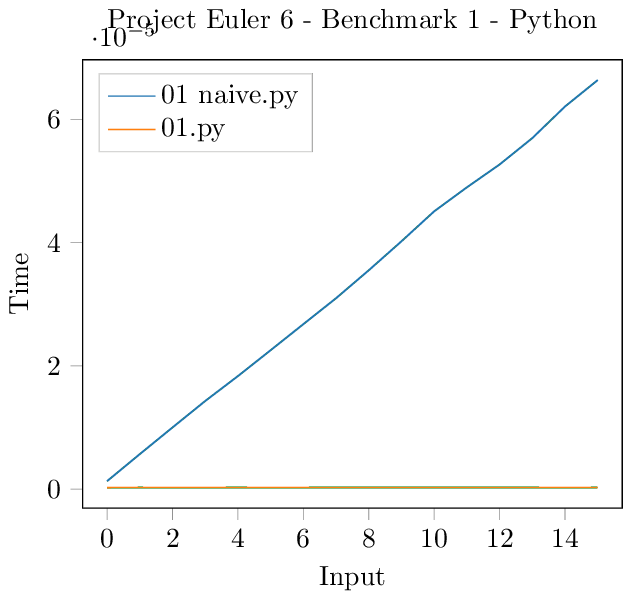 Project Euler 6 - Benchmark 1 - Python
·10⁻⁵
01 naive.py
01.py
6
4
2
0
Time
0 2 4 6 8 10 12 14
Input